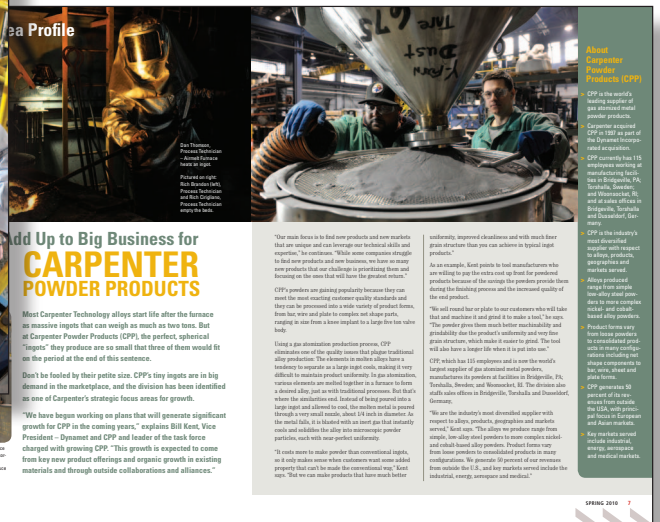 ea Profile
Dan Thomson,
Process Technician
– Airmelt Furnace
heats an ingot.
Pictured on right:
Rich Brandon (left),
Process Technician
and Rich Cirigliano,
Process Technician
empty the beds.
Add Up to Big Business for
CARPENTER
POWDER PRODUCTS
Most Carpenter Technology alloys start life after the furnace
as massive ingots that can weigh as much as two tons. But
at Carpenter Powder Products (CPP), the perfect, spherical
"ingots" they produce are so small that three of them would fit
on the period at the end of this sentence.
Don't be fooled by their petite size. CPP's tiny ingots are in big
demand in the marketplace, and the division has been identified
as one of Carpenter's strategic focus areas for growth.
"We have begun working on plans that will generate significant
growth for CPP in the coming years," explains Bill Kent, Vice
President – Dynamet and CPP and leader of the task force
charged with growing CPP. "This growth is expected to come
from key new product offerings and organic growth in existing
materials and through outside collaborations and alliances."
"Our main focus is to find new products and new markets
that are unique and can leverage our technical skills and
expertise," he continues. "While some companies struggle
to find new products and new business, we have so many
new products that our challenge is prioritizing them and
focusing on the ones that will have the greatest return."
CPP's powders are gaining popularity because they can
meet the most exacting customer quality standards and
they can be processed into a wide variety of product forms,
from bar, wire and plate to complex net shape parts,
ranging in size from a knee implant to a large five ton valve
body.
Using a gas atomization production process, CPP
eliminates one of the quality issues that plague traditional
alloy production: The elements in molten alloys have a
tendency to separate as a large ingot cools, making it very
difficult to maintain product uniformity. In gas atomization,
various elements are melted together in a furnace to form
a desired alloy, just as with traditional processes. But that's
where the similarities end. Instead of being poured into a
large ingot and allowed to cool, the molten metal is poured
through a very small nozzle, about 1/4 inch in diameter. As
the metal falls, it is blasted with an inert gas that instantly
cools and solidifies the alloy into microscopic powder
particles, each with near-perfect uniformity.
"It costs more to make powder than conventional ingots,
so it only makes sense when customers want some added
property that can't be made the conventional way," Kent
says. "But we can make products that have much better
uniformity, improved cleanliness and with much finer
grain structure than you can achieve in typical ingot
products."
As an example, Kent points to tool manufacturers who
are willing to pay the extra cost up front for powdered
products because of the savings the powders provide them
during the finishing process and the increased quality of
the end product.
"We sell round bar or plate to our customers who will take
that and machine it and grind it to make a tool," he says.
"The powder gives them much better machinability and
grindability due the product's uniformity and very fine
grain structure, which make it easier to grind. The tool
will also have a longer life when it is put into use."
CPP, which has 115 employees and is now the world's
largest supplier of gas atomized metal powders,
manufactures its powders at facilities in Bridgeville, PA;
Torshalla, Sweden; and Woonsocket, RI. The division also
staffs sales offices in Bridgeville, Torshalla and Dusseldorf,
Germany.
"We are the industry's most diversified supplier with
respect to alloys, products, geographies and markets
served," Kent says. "The alloys we produce range from
simple, low-alloy steel powders to more complex nickel-
and cobalt-based alloy powders. Product forms vary
from loose powders to consolidated products in many
configurations. We generate 50 percent of our revenues
from outside the U.S., and key markets served include the
industrial, energy, aerospace and medical."
About
Carpenter
Powder
Products (CPP)
> CPP is the world's
leading supplier of
gas atomized metal
powder products.
> Carpenter acquired
CPP in 1997 as part of
the Dynamet Incorpo-
rated acquisition.
> CPP currently has 115
employees working at
manufacturing facili-
ties in Bridgeville, PA;
Torshalla, Sweden;
and Woonsocket, RI;
and at sales offices in
Bridgeville, Torshalla
and Dusseldorf, Ger-
many.
> CPP is the industry's
most diversified
supplier with respect
to alloys, products,
geographies and
markets served.
> Alloys produced
range from simple
low-alloy steel pow-
ders to more complex
nickel- and cobalt-
based alloy powders.
> Product forms vary
from loose powders
to consolidated prod-
ucts in many configu-
rations including net
shape components to
bar, wire, sheet and
plate forms.
> CPP generates 50
percent of its rev-
enues from outside
the USA, with princi-
pal focus in European
and Asian markets.
> Key markets served
include industrial,
energy, aerospace
and medical markets.
SPRING 2010 7